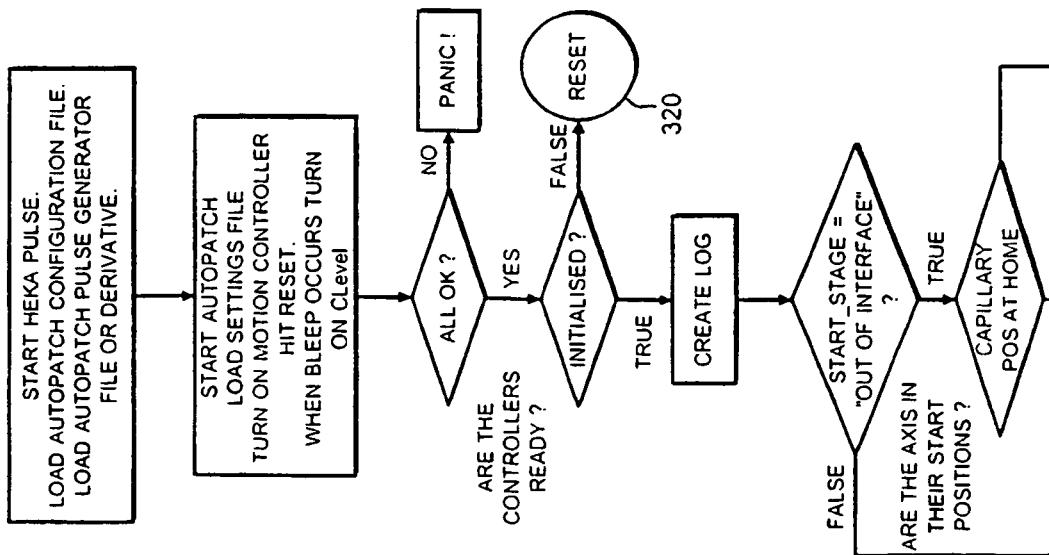 START HEKA PULSE.
LOAD AUTOPATCH CONFIGURATION FILE.
LOAD AUTOPATCH PULSE GENERATOR
FILE OR DERIVATIVE.
START AUTOPATCH
LOAD SETTINGS FILE
TURN ON MOTION CONTROLLER
HIT RESET.
WHEN BLEEP OCCURS TURN
ON CLevel
ALL OK ?
NO
PANIC !
YES
ARE THE
CONTROLLERS
READY ?
INITIALISED ?
FALSE
RESET
320
TRUE
CREATE LOG
START_STAGE =
"OUT OF INTERFACE"
?
FALSE
TRUE
ARE THE AXIS IN
THEIR START
POSITIONS ?
CAPILLARY
POS AT HOME